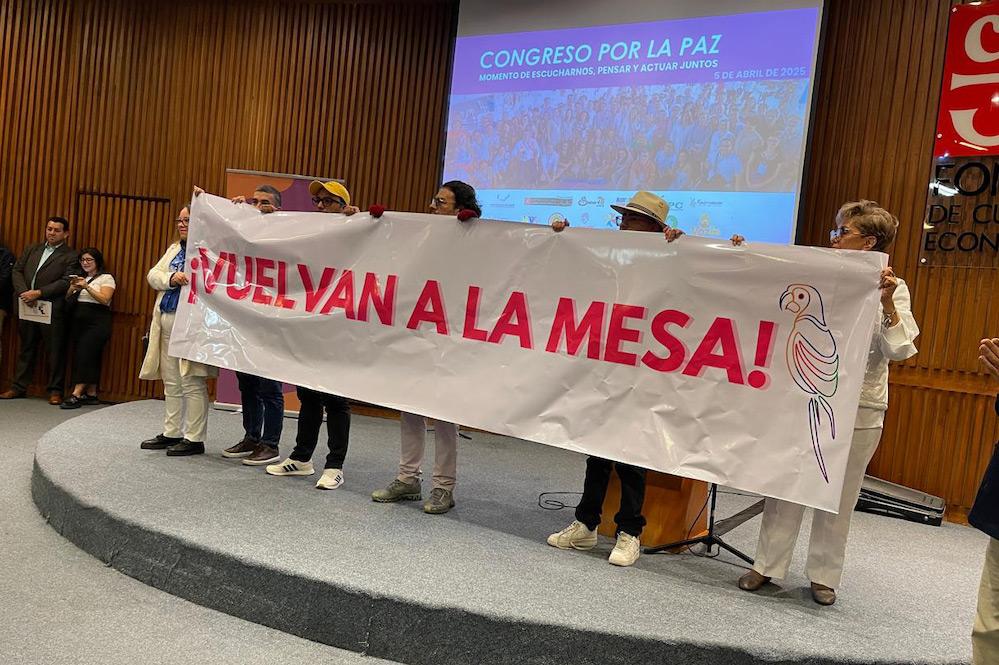 CONGRESO POR LA PAZ
MOMENTO DE ESCUCHARNOS, PENSAR Y ACTUAR JUNTOS
5 DE ABRIL DE 2025
¡VUELVAN A LA MESA!
DE CU
ECON